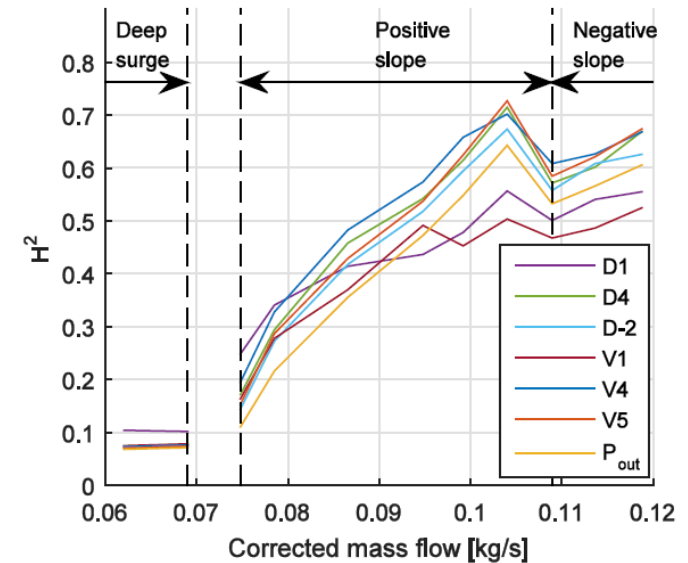 Deep
surge
Positive
slope
Negative
slope
H²
0.8
0.7
0.6
0.5
0.4
0.3
0.2
0.1
0
0.06
0.07
0.08
0.09
0.1
0.11
0.12
Corrected mass flow [kg/s]
D1
D4
D-2
V1
V4
V5
P_out